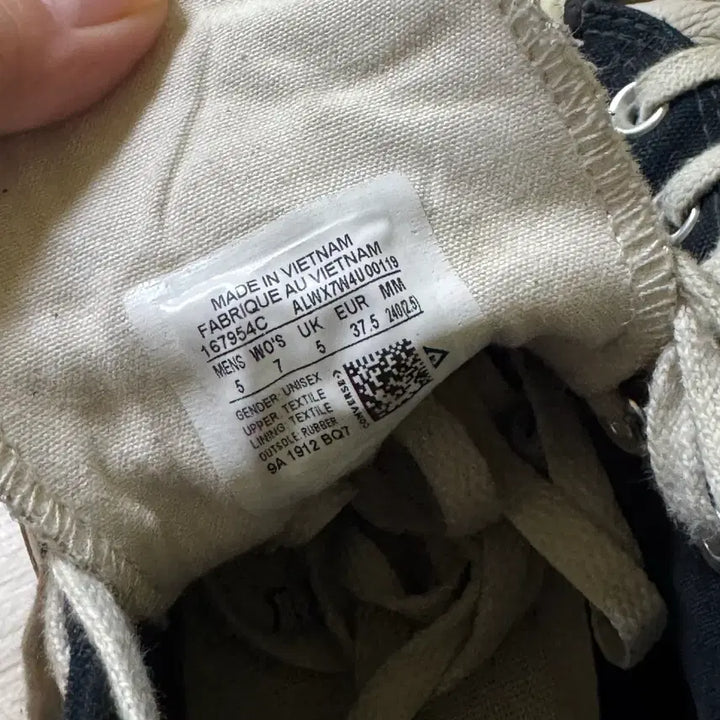 MADE IN VIETNAM
FABRIQUE AU VIETNAM
167954C ALWX7W4U00119
MENS WO'S UK EUR MM
5 7 5 37.5 240(2.5)
GENDER: UNISEX
UPPER: TEXTILE
LINING: TEXTILE
OUTSOLE: RUBBER
9A 1912 BQ7
CONVERSE